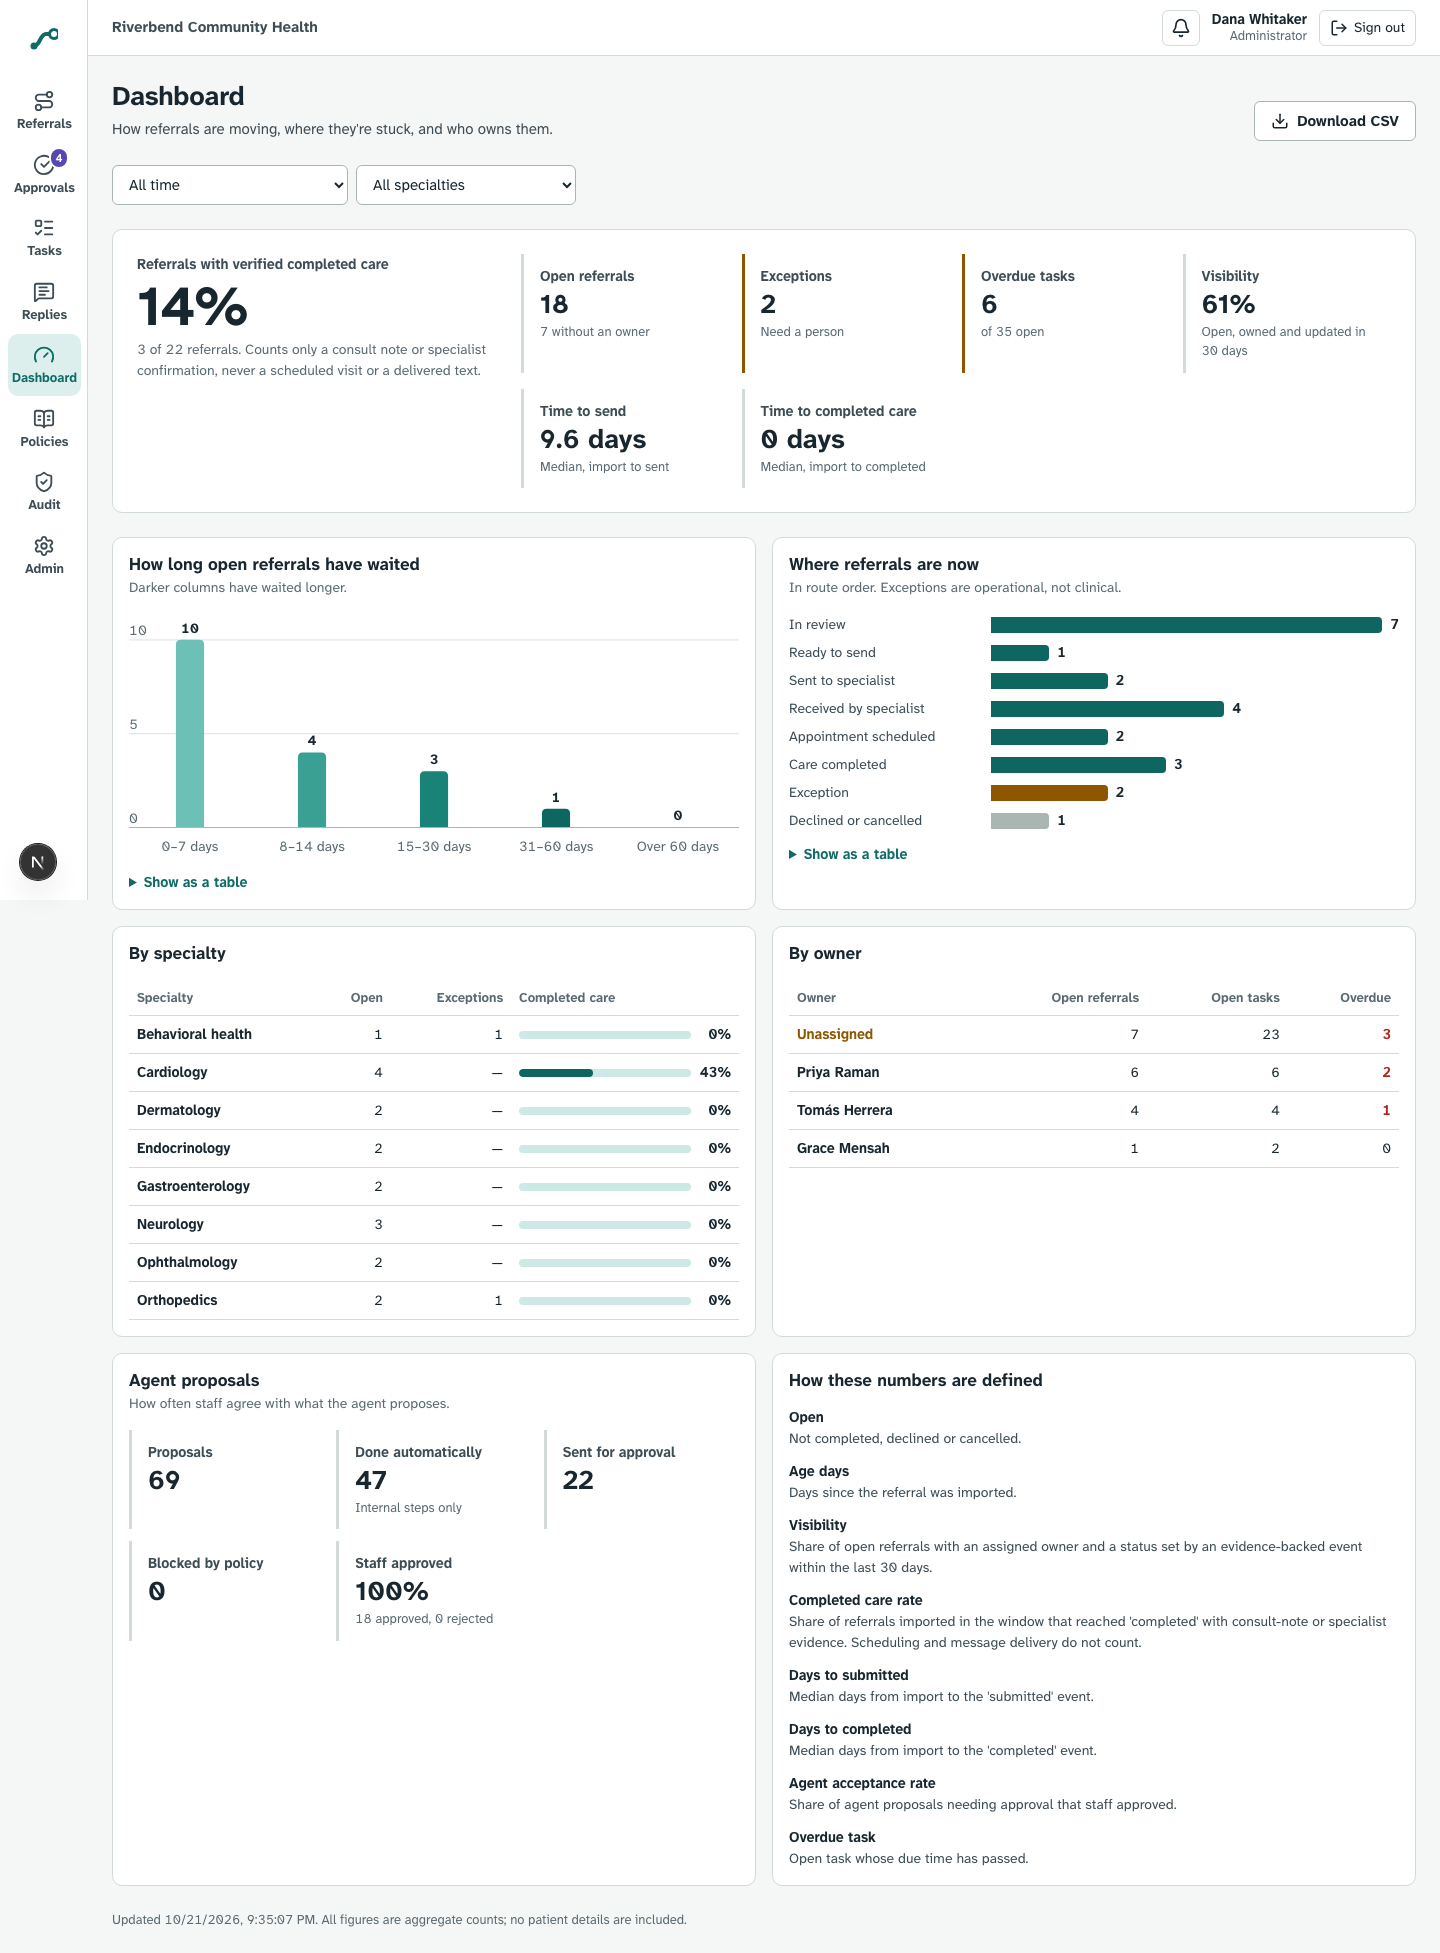 Riverbend Community Health
Dana Whitaker
Administrator
Sign out
Referrals
4
Approvals
Tasks
Replies
Dashboard
Policies
Audit
Admin
N
Dashboard
How referrals are moving, where they're stuck, and who owns them.
Download CSV
All time
All specialties
Referrals with verified completed care
14%
3 of 22 referrals. Counts only a consult note or specialist
confirmation, never a scheduled visit or a delivered text.
Open referrals
18
7 without an owner
Exceptions
2
Need a person
Overdue tasks
6
of 35 open
Visibility
61%
Open, owned and updated in
30 days
Time to send
9.6 days
Median, import to sent
Time to completed care
0 days
Median, import to completed
How long open referrals have waited
Darker columns have waited longer.
10
5
0
10
4
3
1
0
0–7 days
8–14 days
15–30 days
31–60 days
Over 60 days
Show as a table
Where referrals are now
In route order. Exceptions are operational, not clinical.
In review 7
Ready to send 1
Sent to specialist 2
Received by specialist 4
Appointment scheduled 2
Care completed 3
Exception 2
Declined or cancelled 1
Show as a table
By specialty
Specialty Open Exceptions Completed care
Behavioral health 1 1 0%
Cardiology 4 — 43%
Dermatology 2 — 0%
Endocrinology 2 — 0%
Gastroenterology 2 — 0%
Neurology 3 — 0%
Ophthalmology 2 — 0%
Orthopedics 2 1 0%
By owner
Owner Open referrals Open tasks Overdue
Unassigned 7 23 3
Priya Raman 6 6 2
Tomás Herrera 4 4 1
Grace Mensah 1 2 0
Agent proposals
How often staff agree with what the agent proposes.
Proposals
69
Done automatically
47
Internal steps only
Sent for approval
22
Blocked by policy
0
Staff approved
100%
18 approved, 0 rejected
How these numbers are defined
Open
Not completed, declined or cancelled.
Age days
Days since the referral was imported.
Visibility
Share of open referrals with an assigned owner and a status set by an evidence-backed event
within the last 30 days.
Completed care rate
Share of referrals imported in the window that reached 'completed' with consult-note or specialist
evidence. Scheduling and message delivery do not count.
Days to submitted
Median days from import to the 'submitted' event.
Days to completed
Median days from import to the 'completed' event.
Agent acceptance rate
Share of agent proposals needing approval that staff approved.
Overdue task
Open task whose due time has passed.
Updated 10/21/2026, 9:35:07 PM. All figures are aggregate counts; no patient details are included.